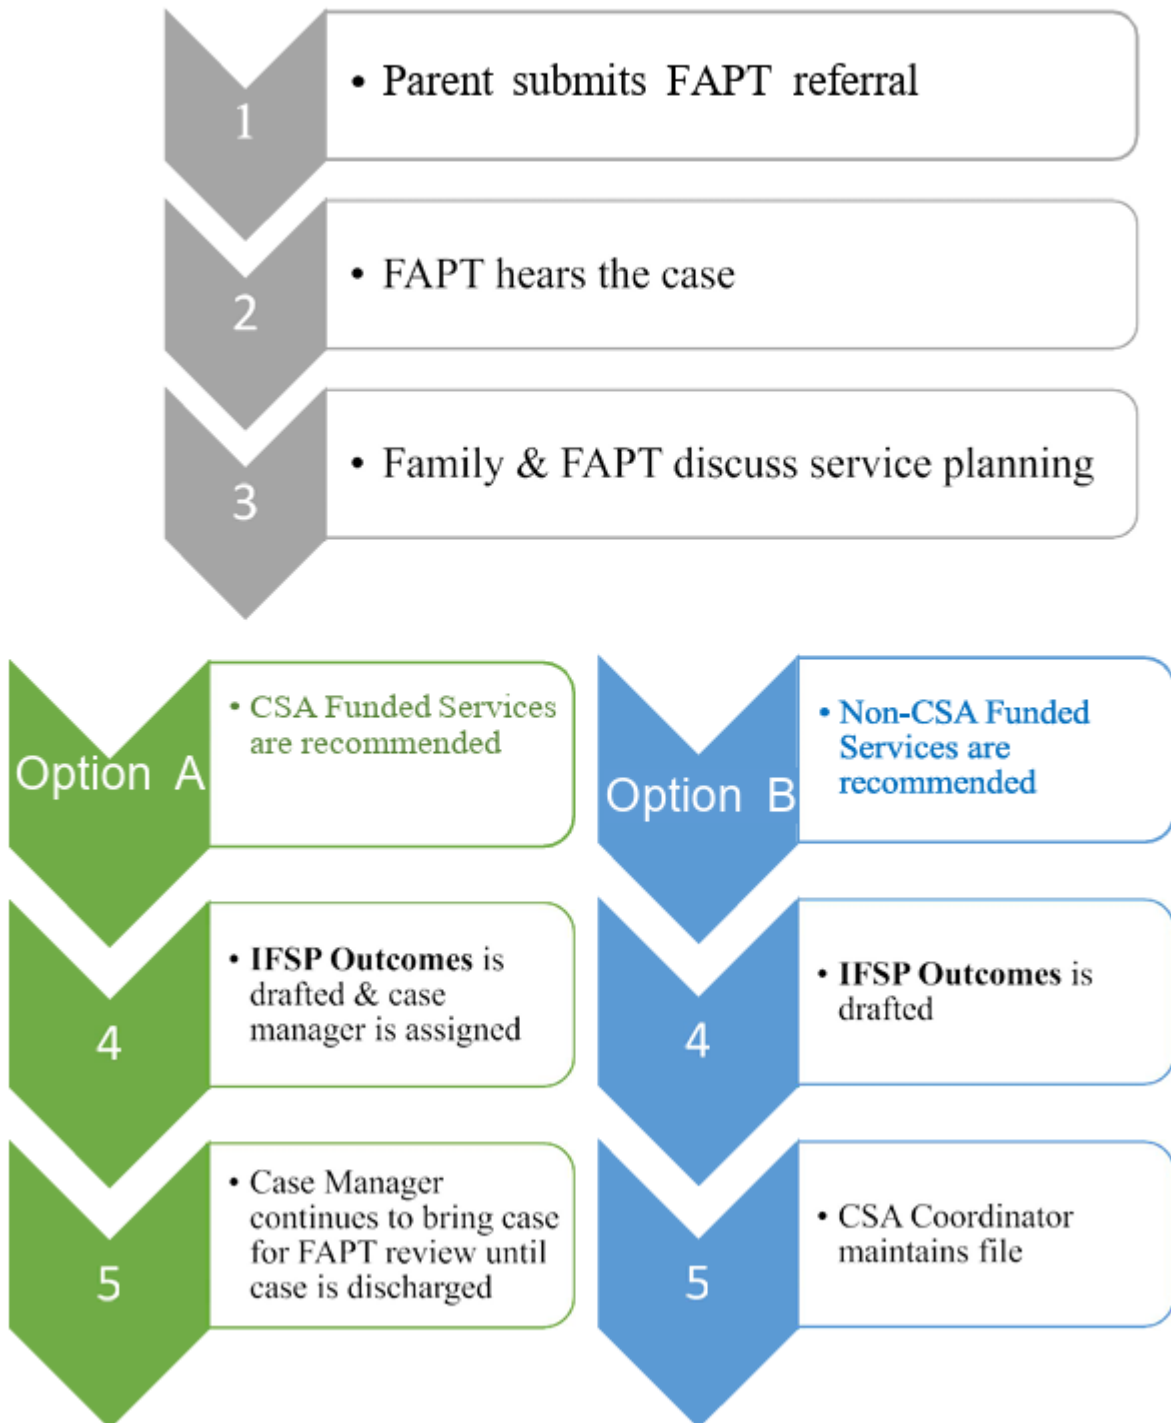 1
• Parent submits FAPT referral
2
• FAPT hears the case
3
• Family & FAPT discuss service planning
Option A
• CSA Funded Services
are recommended
4
• IFSP Outcomes is
drafted & case
manager is assigned
5
• Case Manager
continues to bring case
for FAPT review until
case is discharged
Option B
• Non-CSA Funded
Services are
recommended
4
• IFSP Outcomes is
drafted
5
• CSA Coordinator
maintains file